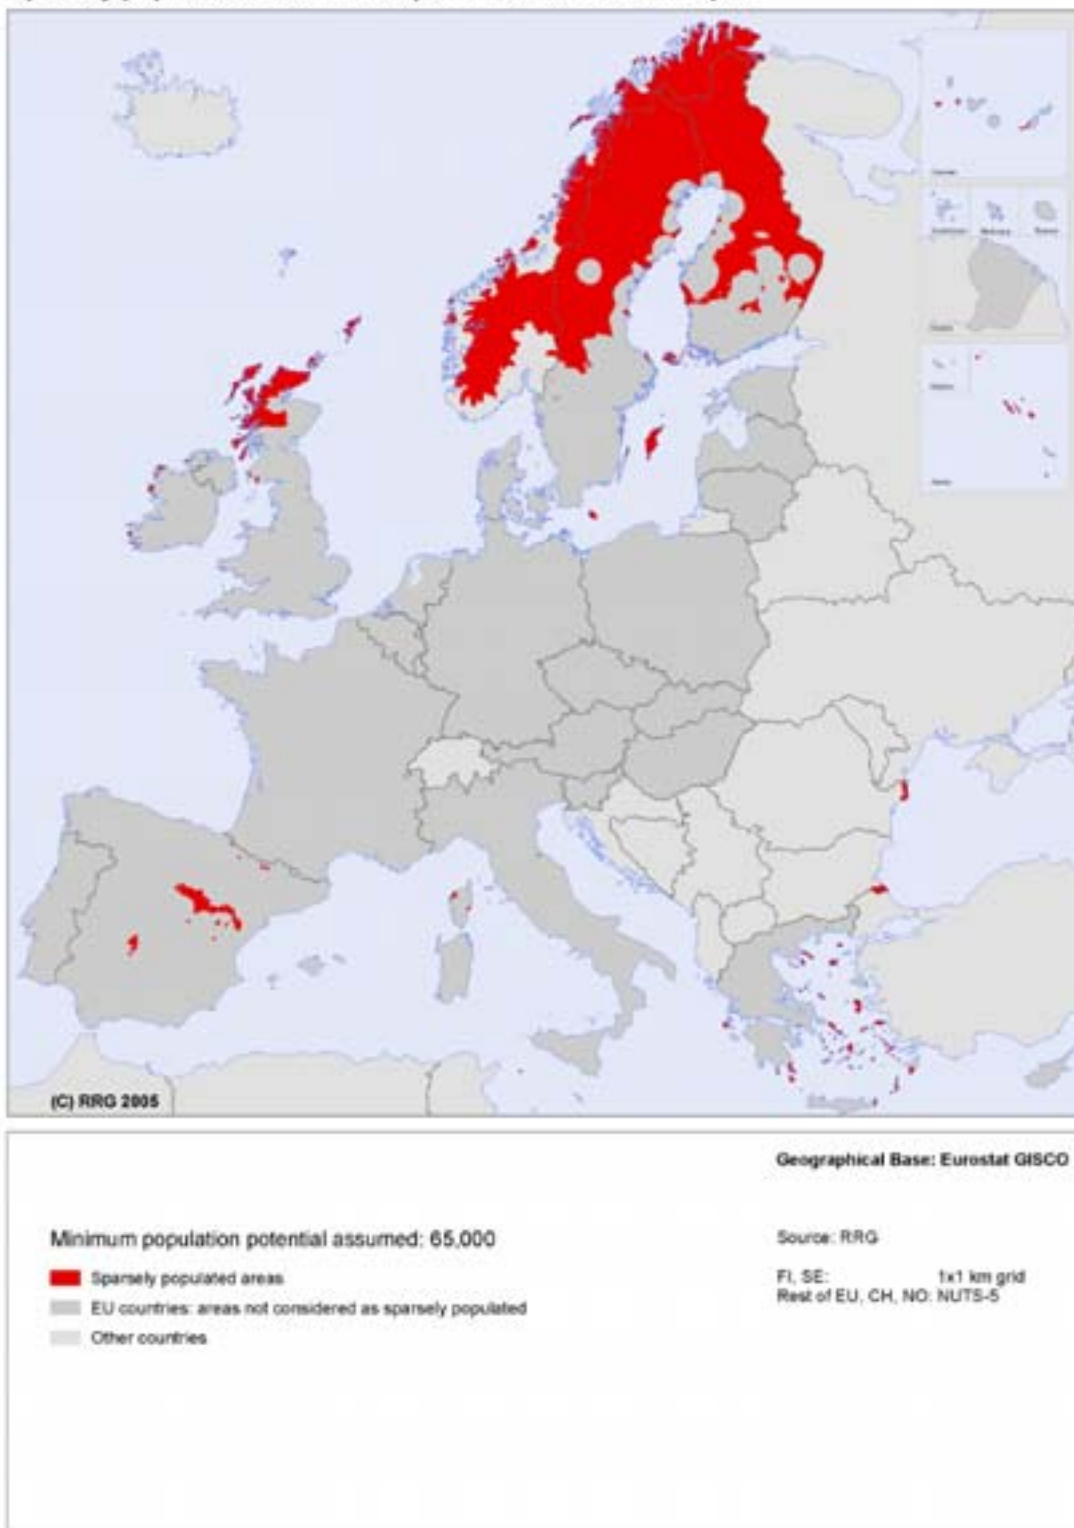 (C) RRG 2005
Geographical Base: Eurostat GISCO
Minimum population potential assumed: 65,000
Sparsely populated areas
EU countries: areas not considered as sparsely populated
Other countries
Source: RRG
FI, SE: 1x1 km grid
Rest of EU, CH, NO: NUTS-5